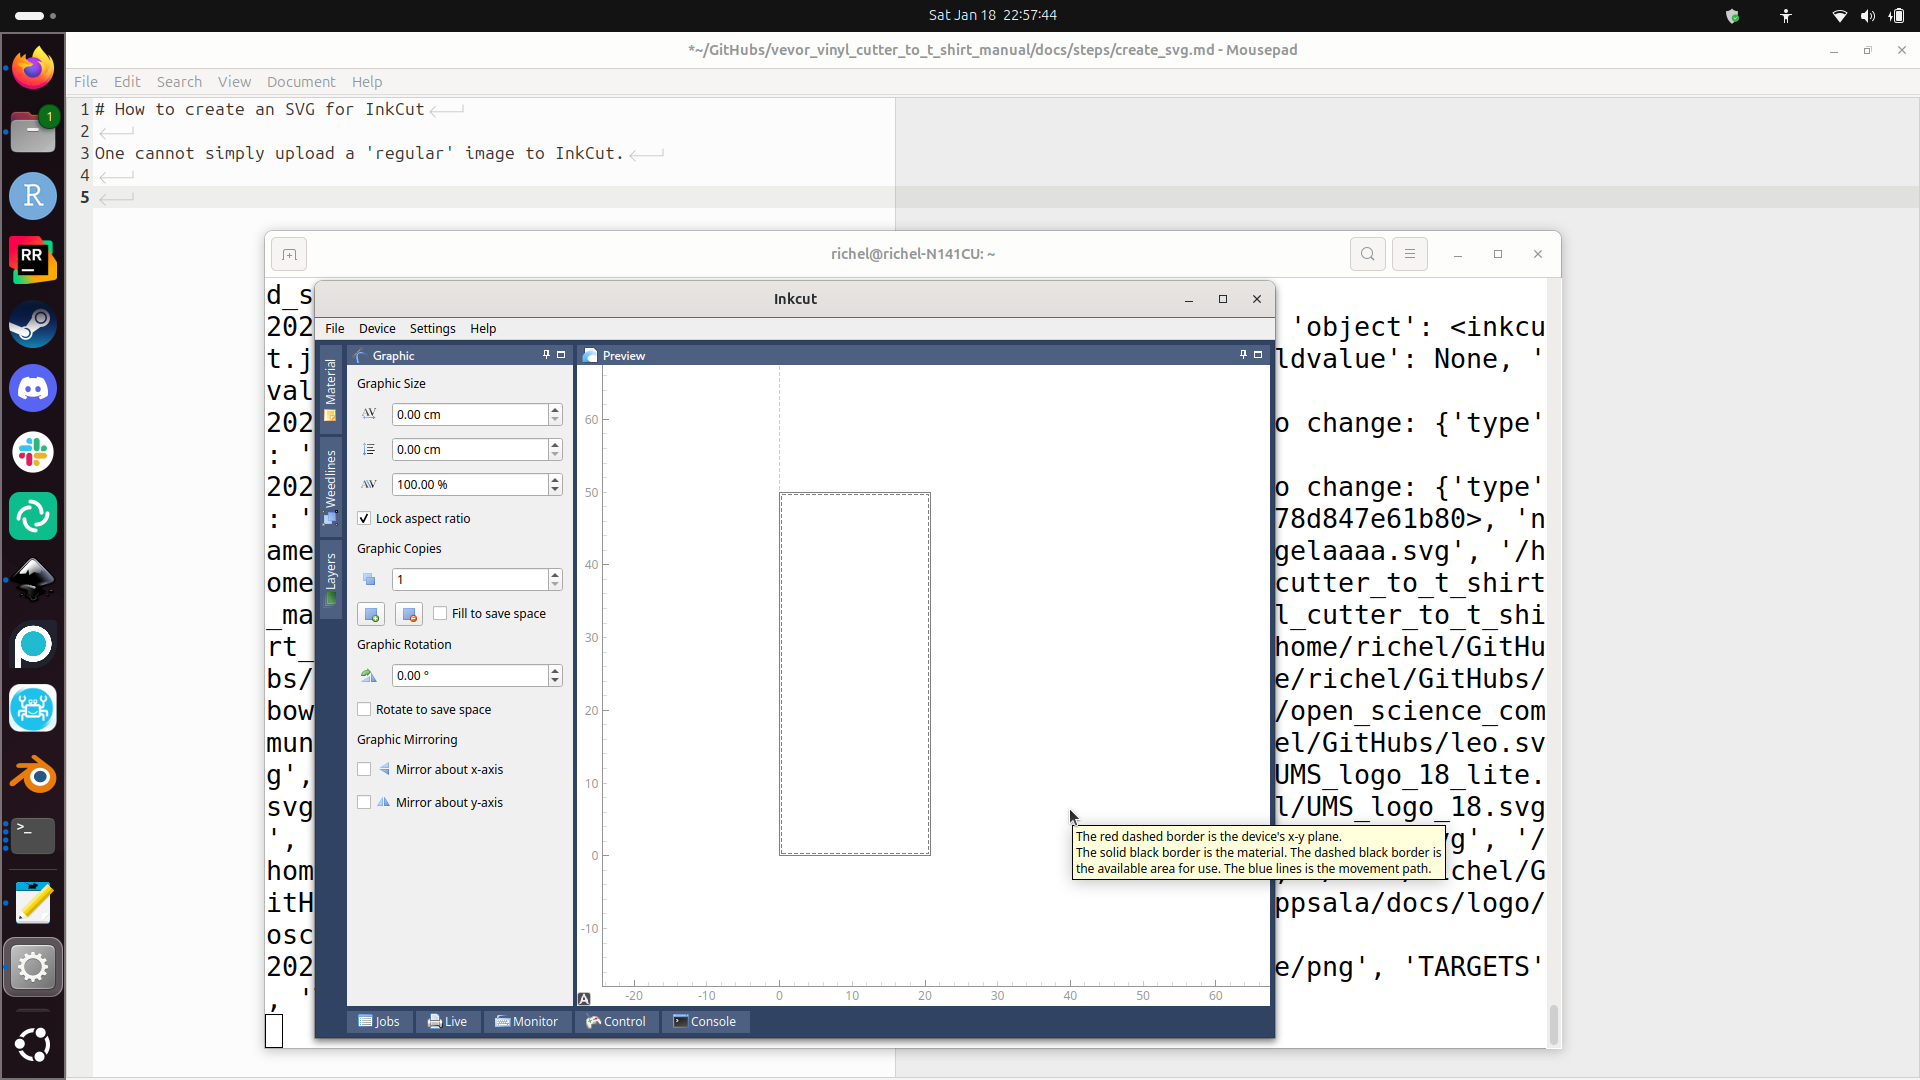 Sat Jan 18 22:57:44
*~/GitHubs/vevor_vinyl_cutter_to_t_shirt_manual/docs/steps/create_svg.md - Mousepad
File Edit Search View Document Help
1 # How to create an SVG for InkCut
2
3 One cannot simply upload a 'regular' image to InkCut.
4
5
1
R
RR
richel@richel-N141CU: ~
d_s
202 'object': <inkcu
t.j ldvalue': None, '
val
202 o change: {'type'
: '
202 o change: {'type'
: ' 78d847e61b80>, 'n
ame gelaaaa.svg', '/h
ome cutter_to_t_shirt
_ma l_cutter_to_t_shi
rt_ home/richel/GitHu
bs/ e/richel/GitHubs/
bow /open_science_com
mun el/GitHubs/leo.sv
g', UMS_logo_18_lite.
svg l/UMS_logo_18.svg
', g', '/
hom chel/G
itH ppsala/docs/logo/
osc
202 e/png', 'TARGETS'
, '
Inkcut
File Device Settings Help
Material
Weedlines
Layers
Graphic
Graphic Size
0.00 cm
0.00 cm
100.00 %
Lock aspect ratio
Graphic Copies
1
Fill to save space
Graphic Rotation
0.00 °
Rotate to save space
Graphic Mirroring
Mirror about x-axis
Mirror about y-axis
Preview
60
50
40
30
20
10
0
-10
A
-20 -10 0 10 20 30 40 50 60
The red dashed border is the device's x-y plane.
The solid black border is the material. The dashed black border is
the available area for use. The blue lines is the movement path.
Jobs Live Monitor Control Console